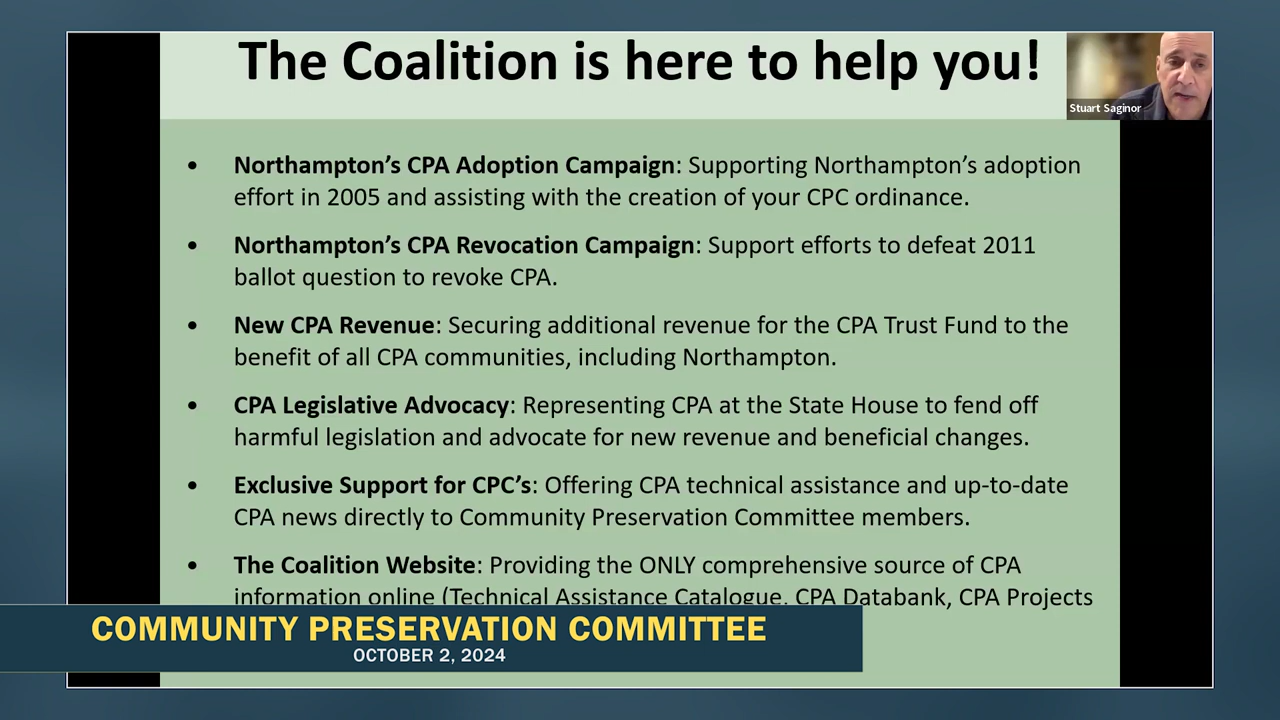 The Coalition is here to help you!
Stuart Saginor
• Northampton’s CPA Adoption Campaign: Supporting Northampton’s adoption
effort in 2005 and assisting with the creation of your CPC ordinance.
• Northampton’s CPA Revocation Campaign: Support efforts to defeat 2011
ballot question to revoke CPA.
• New CPA Revenue: Securing additional revenue for the CPA Trust Fund to the
benefit of all CPA communities, including Northampton.
• CPA Legislative Advocacy: Representing CPA at the State House to fend off
harmful legislation and advocate for new revenue and beneficial changes.
• Exclusive Support for CPC’s: Offering CPA technical assistance and up-to-date
CPA news directly to Community Preservation Committee members.
• The Coalition Website: Providing the ONLY comprehensive source of CPA
information online (Technical Assistance Catalogue, CPA Databank, CPA Projects
COMMUNITY PRESERVATION COMMITTEE
OCTOBER 2, 2024